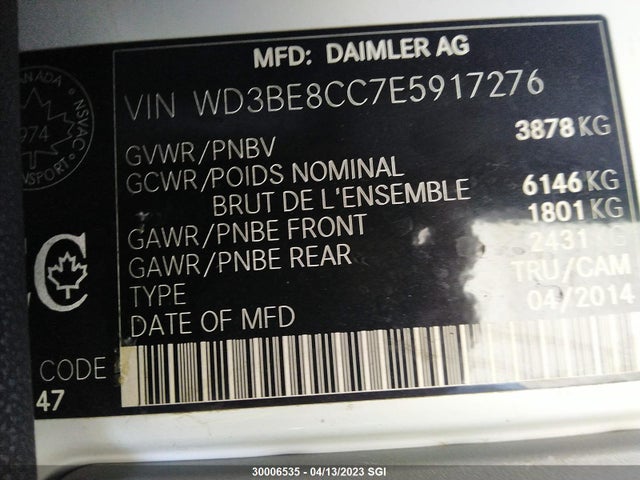 MFD: DAIMLER AG
VIN WD3BE8CC7E5917276
GVWR/PNBV 3878 KG
GCWR/POIDS NOMINAL
BRUT DE L'ENSEMBLE 6146 KG
GAWR/PNBE FRONT 1801 KG
GAWR/PNBE REAR 2431 KG
TYPE TRU/CAM
DATE OF MFD 04/2014
1974
NSVAC
C
CODE
47
30006535 - 04/13/2023 SGI